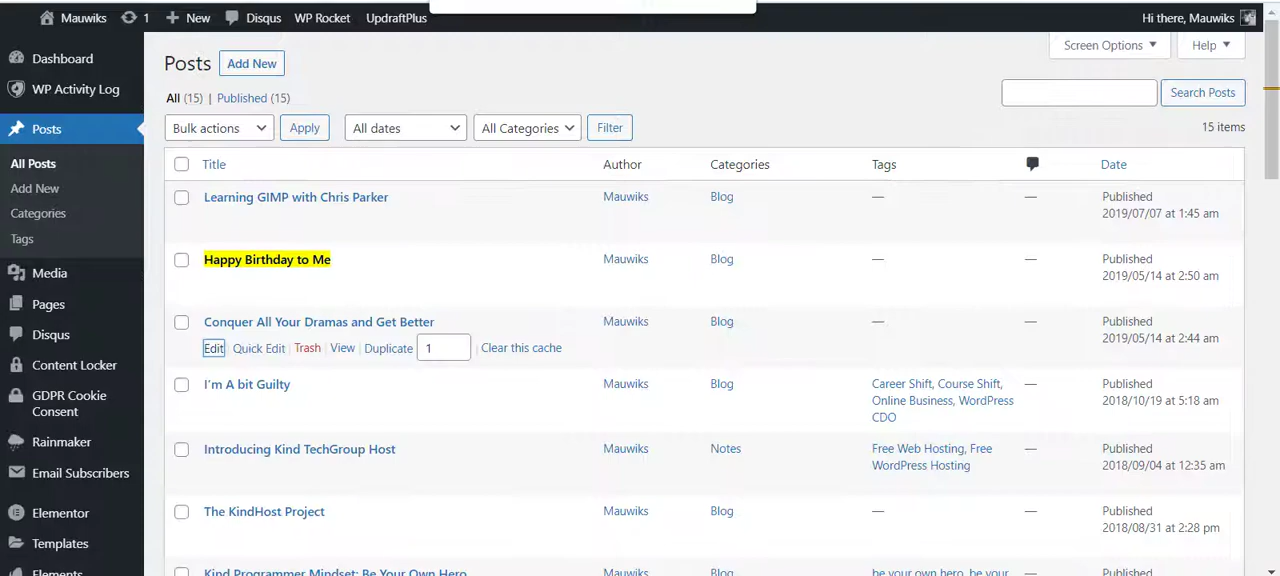 Mauwiks 1 New Disqus WP Rocket UpdraftPlus Hi there, Mauwiks
Dashboard
WP Activity Log
Posts
All Posts
Add New
Categories
Tags
Media
Pages
Disqus
Content Locker
GDPR Cookie
Consent
Rainmaker
Email Subscribers
Elementor
Templates
Elements
Screen Options Help
Posts Add New
All (15) | Published (15)
Search Posts
Bulk actions Apply All dates All Categories Filter 15 items
Title Author Categories Tags Date
Learning GIMP with Chris Parker Mauwiks Blog — — Published
2019/07/07 at 1:45 am
Happy Birthday to Me Mauwiks Blog — — Published
2019/05/14 at 2:50 am
Conquer All Your Dramas and Get Better Mauwiks Blog — — Published
2019/05/14 at 2:44 am
Edit | Quick Edit | Trash | View | Duplicate 1 | Clear this cache
I'm A bit Guilty Mauwiks Blog Career Shift, Course Shift, — Published
Online Business, WordPress 2018/10/19 at 5:18 am
CDO
Introducing Kind TechGroup Host Mauwiks Notes Free Web Hosting, Free — Published
WordPress Hosting 2018/09/04 at 12:35 am
The KindHost Project Mauwiks Blog — — Published
2018/08/31 at 2:28 pm
Kind Programmer Mindset: Be Your Own Hero Mauwiks Blog be your own hero, be your — Published